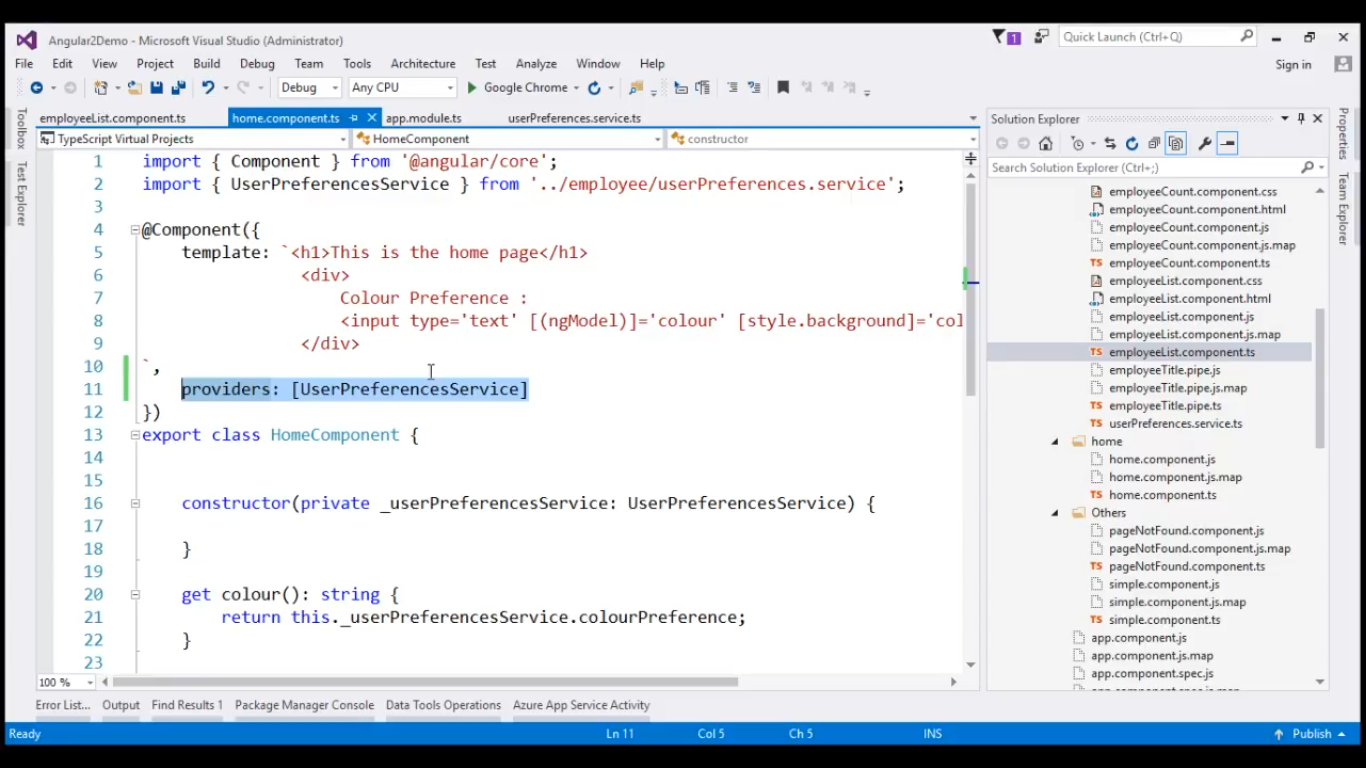 Angular2Demo - Microsoft Visual Studio (Administrator)
1
Quick Launch (Ctrl+Q)
File Edit View Project Build Debug Team Tools Architecture Test Analyze Window Help
Sign in
Debug Any CPU Google Chrome
employeeList.component.ts home.component.ts app.module.ts userPreferences.service.ts
TypeScript Virtual Projects HomeComponent constructor
Toolbox
Test Explorer
1 import { Component } from '@angular/core';
2 import { UserPreferencesService } from '../employee/userPreferences.service';
3
4 @Component({
5 template: `<h1>This is the home page</h1>
6 <div>
7 Colour Preference :
8 <input type='text' [(ngModel)]='colour' [style.background]='col
9 </div>
10 `,
11 providers: [UserPreferencesService]
12 })
13 export class HomeComponent {
14
15
16 constructor(private _userPreferencesService: UserPreferencesService) {
17
18 }
19
20 get colour(): string {
21 return this._userPreferencesService.colourPreference;
22 }
23
100 %
Solution Explorer
Search Solution Explorer (Ctrl+;)
employeeCount.component.css
employeeCount.component.html
employeeCount.component.js
employeeCount.component.js.map
TS employeeCount.component.ts
employeeList.component.css
employeeList.component.html
employeeList.component.js
employeeList.component.js.map
TS employeeList.component.ts
employeeTitle.pipe.js
employeeTitle.pipe.js.map
TS employeeTitle.pipe.ts
TS userPreferences.service.ts
home
home.component.js
home.component.js.map
TS home.component.ts
Others
pageNotFound.component.js
pageNotFound.component.js.map
TS pageNotFound.component.ts
simple.component.js
simple.component.js.map
TS simple.component.ts
app.component.js
app.component.js.map
app.component.spec.js
Properties
Team Explorer
Error List... Output Find Results 1 Package Manager Console Data Tools Operations Azure App Service Activity
Ready Ln 11 Col 5 Ch 5 INS Publish